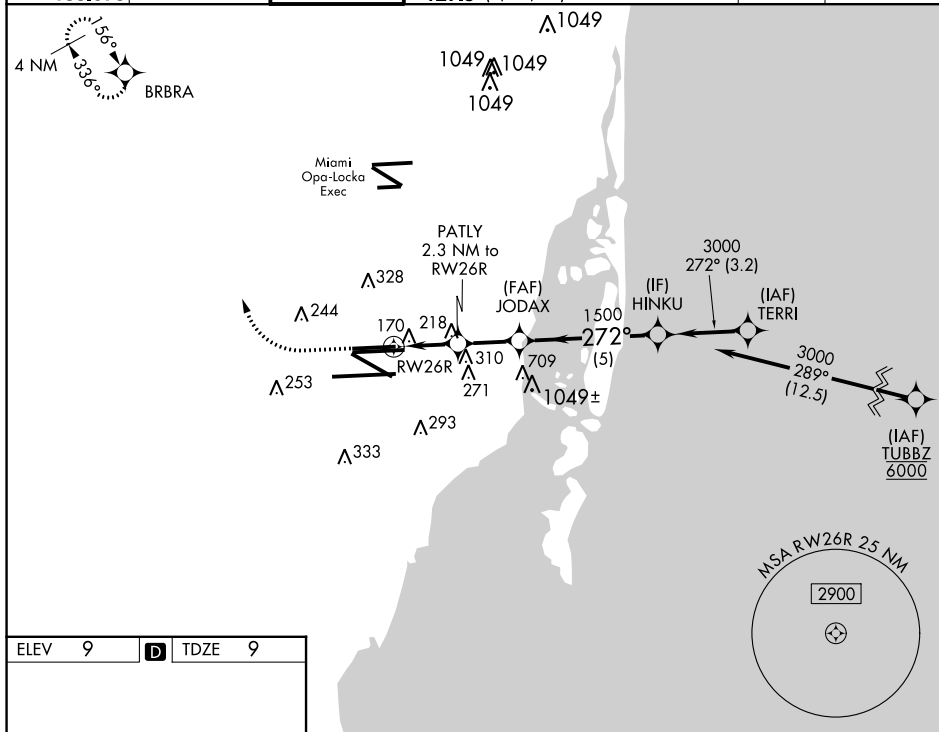 1049
156°
4 NM
336°
BRBRA
1049
1049
1049
Miami
Opa-Locka
Exec
PATLY
2.3 NM to
RW26R
(FAF)
JODAX
(IF)
HINKU
3000
272° (3.2)
(IAF)
TERRI
328
244
170
218
1500
272°
(5)
RW26R
310
709
271
1049±
253
293
333
3000
289°
(12.5)
(IAF)
TUBBZ
6000
MSA RW26R 25 NM
2900
ELEV 9 D TDZE 9